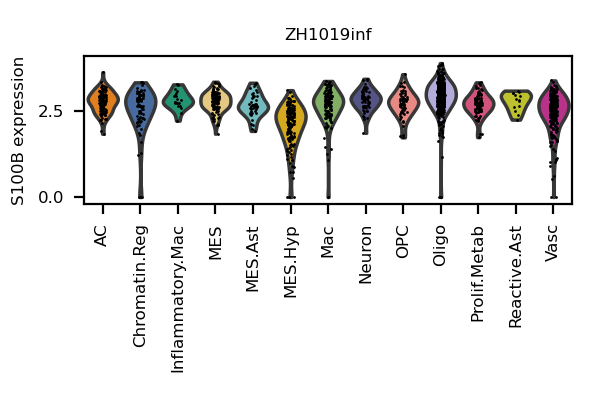 ZH1019inf
S100B expression
2.5
0.0
AC
Chromatin.Reg
Inflammatory.Mac
MES
MES.Ast
MES.Hyp
Mac
Neuron
OPC
Oligo
Prolif.Metab
Reactive.Ast
Vasc